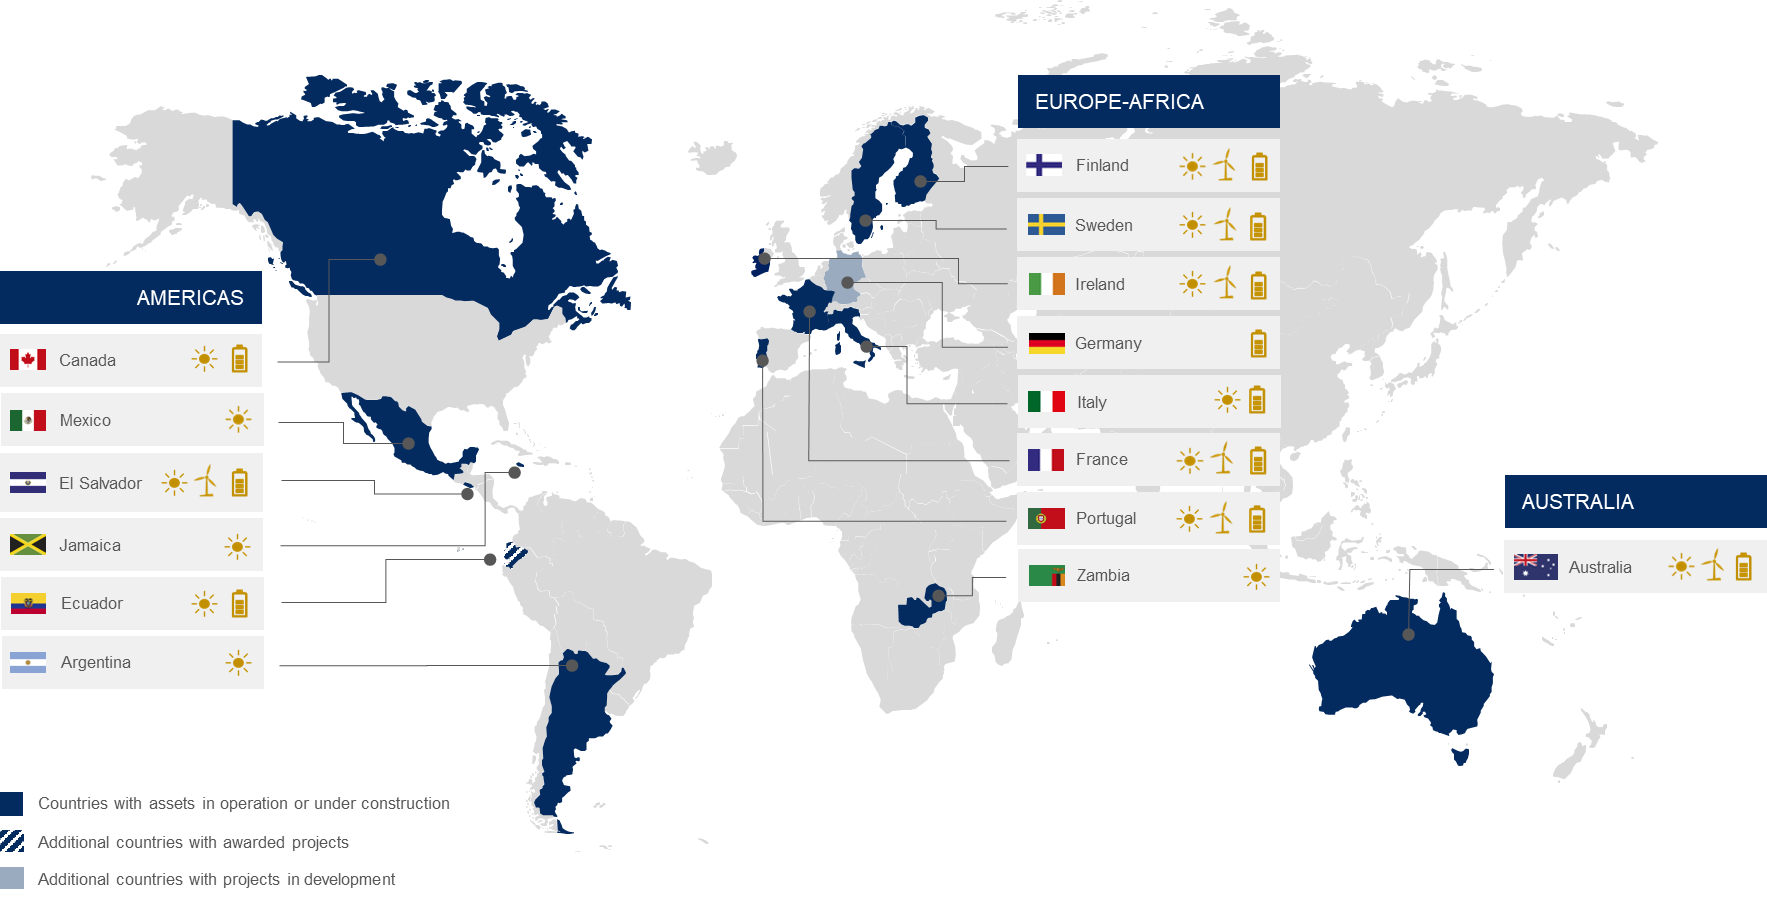 EUROPE-AFRICA
Finland
Sweden
Ireland
Germany
Italy
France
Portugal
Zambia
AMERICAS
Canada
Mexico
El Salvador
Jamaica
Ecuador
Argentina
AUSTRALIA
Australia
Countries with assets in operation or under construction
Additional countries with awarded projects
Additional countries with projects in development